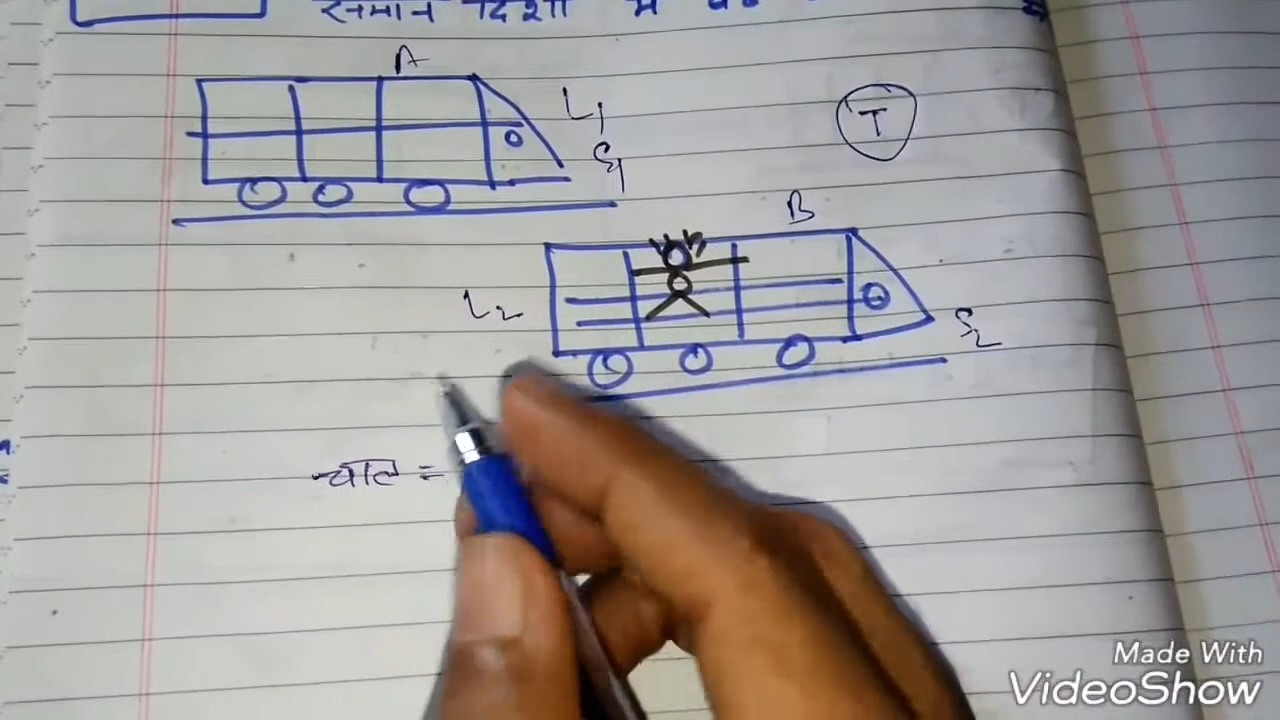 समान दिशा में
A
L1
S1
T
B
L2
S2
चाल =
Made With
VideoShow